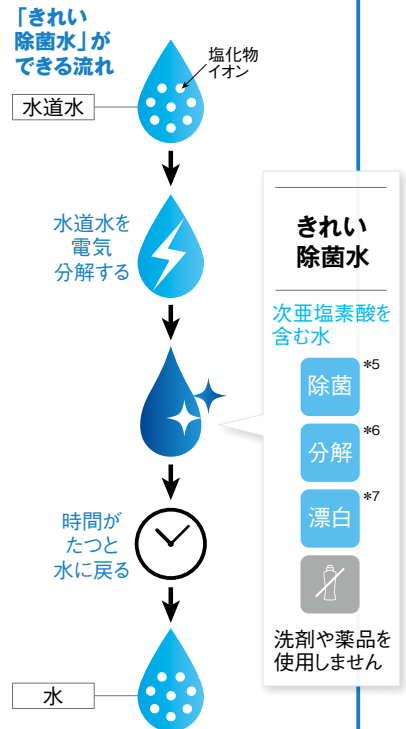 「きれい
除菌水」が
できる流れ
塩化物
イオン
水道水
水道水を
電気
分解する
きれい
除菌水
次亜塩素酸を
含む水
除菌 *5
分解 *6
漂白 *7
洗剤や薬品を
使用しません
時間が
たつと
水に戻る
水